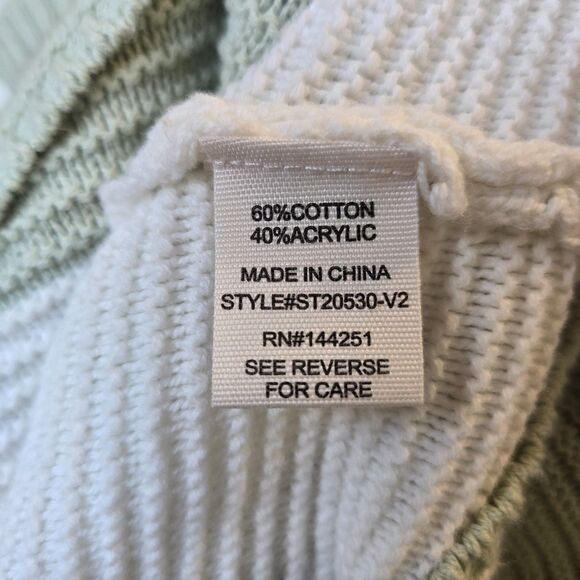 60%COTTON
40%ACRYLIC
MADE IN CHINA
STYLE#ST20530-V2
RN#144251
SEE REVERSE
FOR CARE